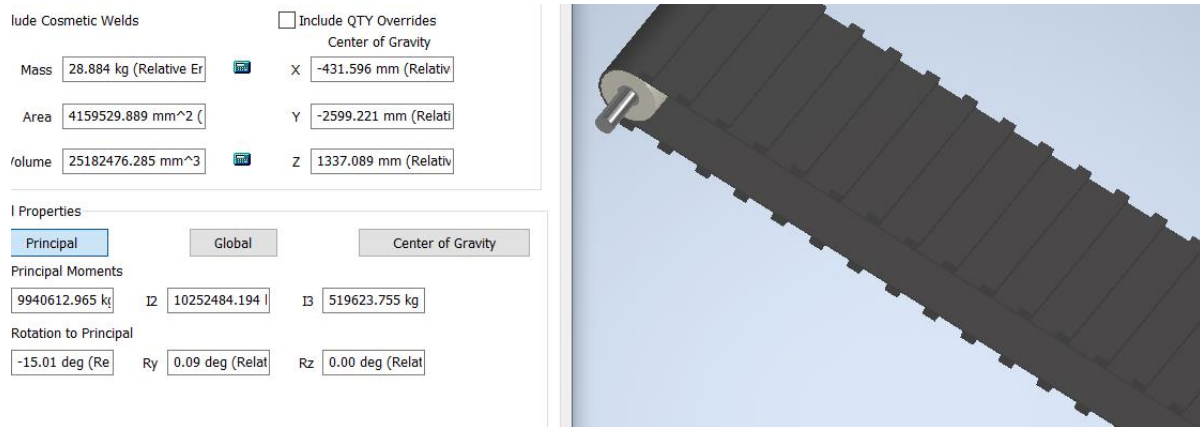 lude Cosmetic Welds Include QTY Overrides
Center of Gravity
Mass 28.884 kg (Relative Er X -431.596 mm (Relativ
Area 4159529.889 mm^2 ( Y -2599.221 mm (Relati
Volume 25182476.285 mm^3 Z 1337.089 mm (Relativ
l Properties
Principal Global Center of Gravity
Principal Moments
9940612.965 kg I2 10252484.194 l I3 519623.755 kg
Rotation to Principal
-15.01 deg (Re Ry 0.09 deg (Relat Rz 0.00 deg (Relat